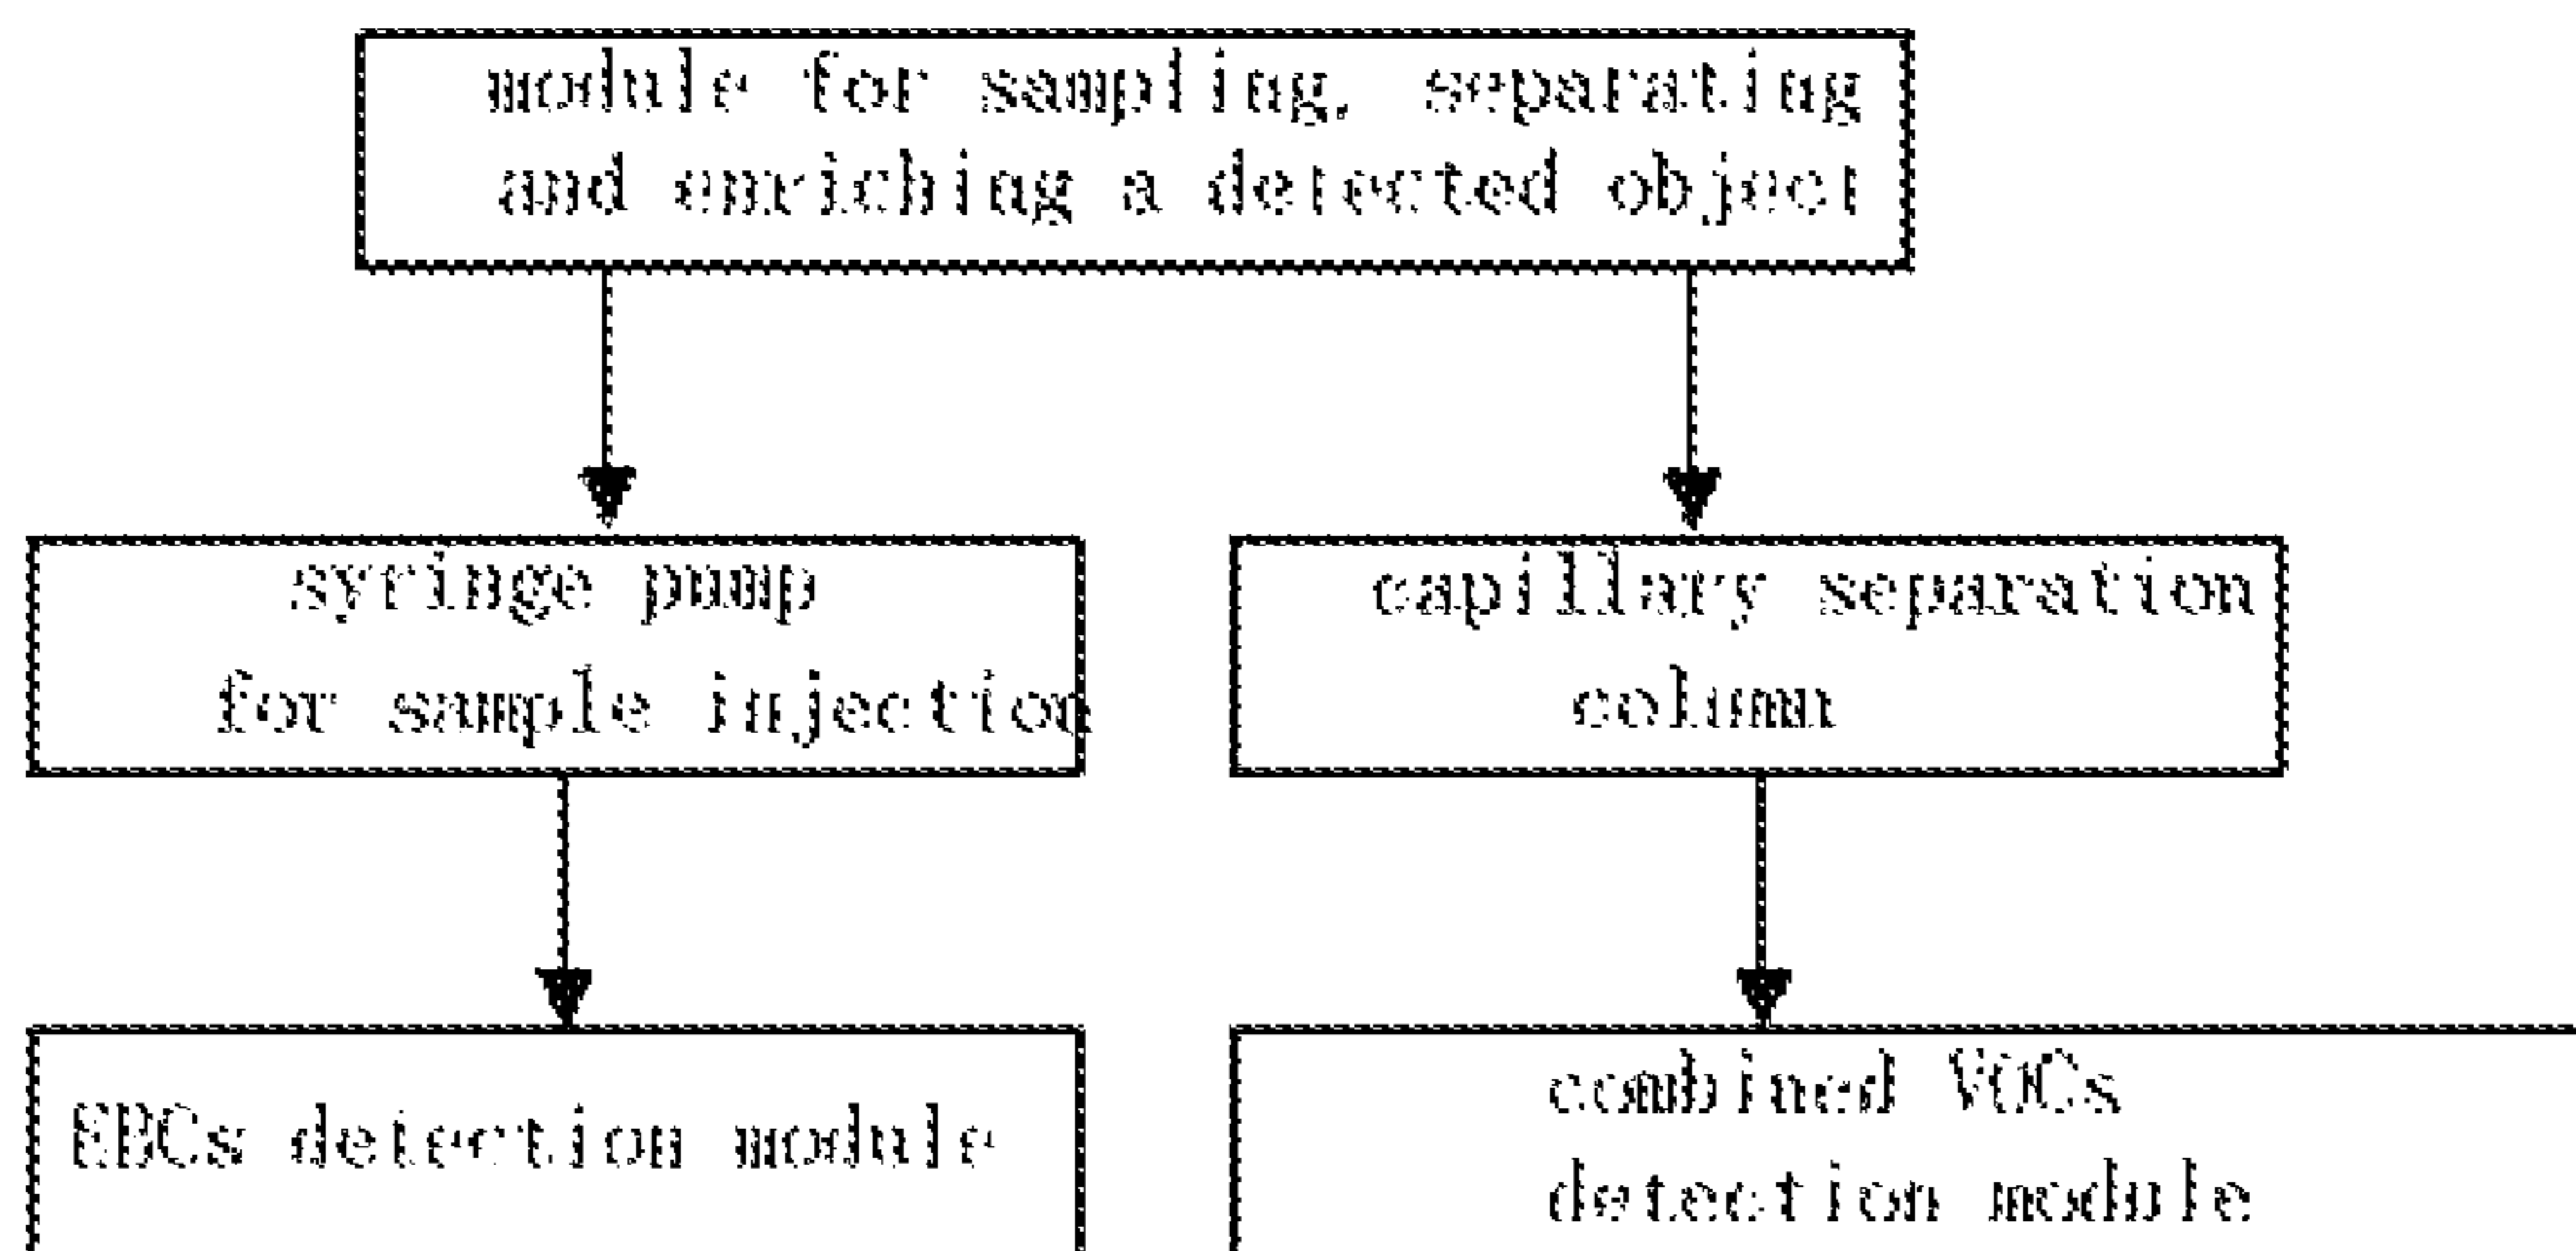 module for sampling, separating
and enriching a detected object
syringe pump
for sample injection
capillary separation
column
EBCs detection module
combined VOCs
detection module